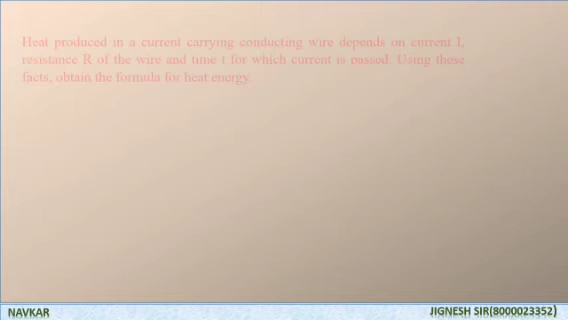 Heat produced in a current carrying conducting wire depends on current I,
resistance R of the wire and time t for which current is passed. Using these
facts, obtain the formula for heat energy.
NAVKAR
JIGNESH SIR(8000023352)